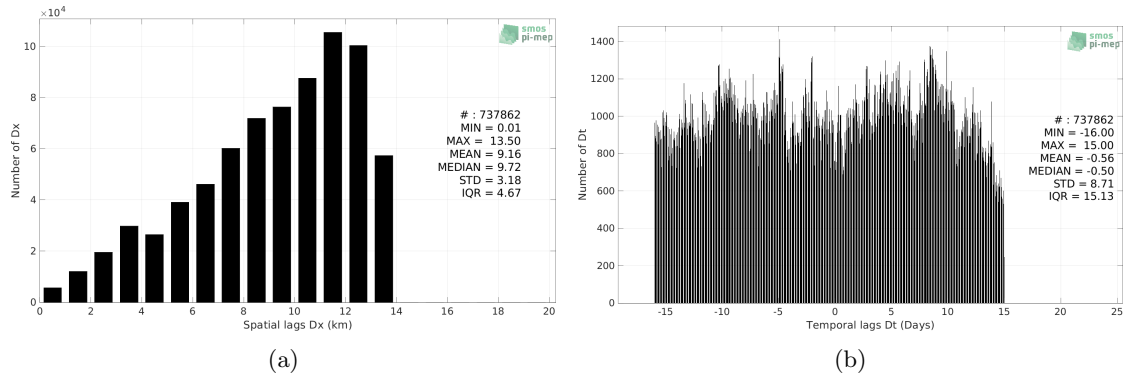 ×10⁴
smos
pi-mep
10
8
6
4
2
0
Number of Dx
# : 737862
MIN = 0.01
MAX = 13.50
MEAN = 9.16
MEDIAN = 9.72
STD = 3.18
IQR = 4.67
0 2 4 6 8 10 12 14 16 18 20
Spatial lags Dx (km)
(a)
smos
pi-mep
1400
1200
1000
800
600
400
200
0
Number of Dt
# : 737862
MIN = -16.00
MAX = 15.00
MEAN = -0.56
MEDIAN = -0.50
STD = 8.71
IQR = 15.13
-15 -10 -5 0 5 10 15 20 25
Temporal lags Dt (Days)
(b)